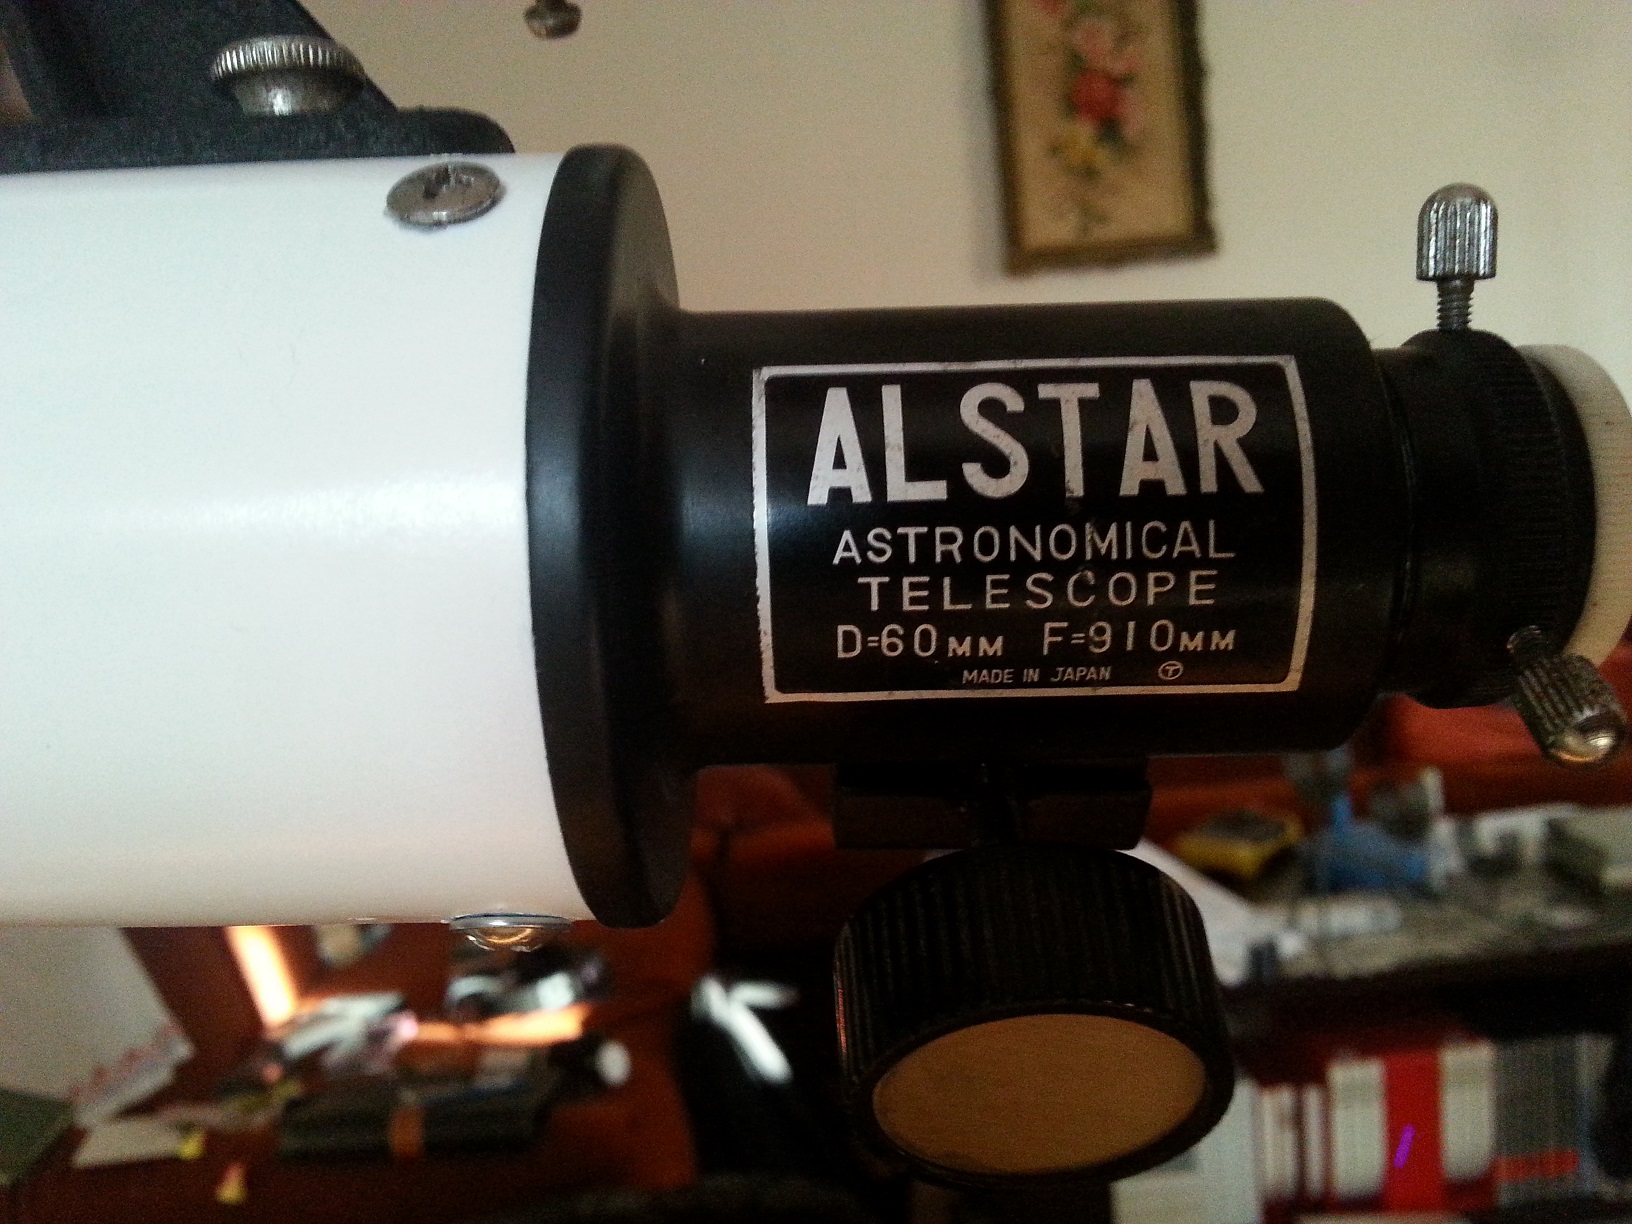 ALSTAR
ASTRONOMICAL
TELESCOPE
D=60MM F=910MM
MADE IN JAPAN Ⓣ